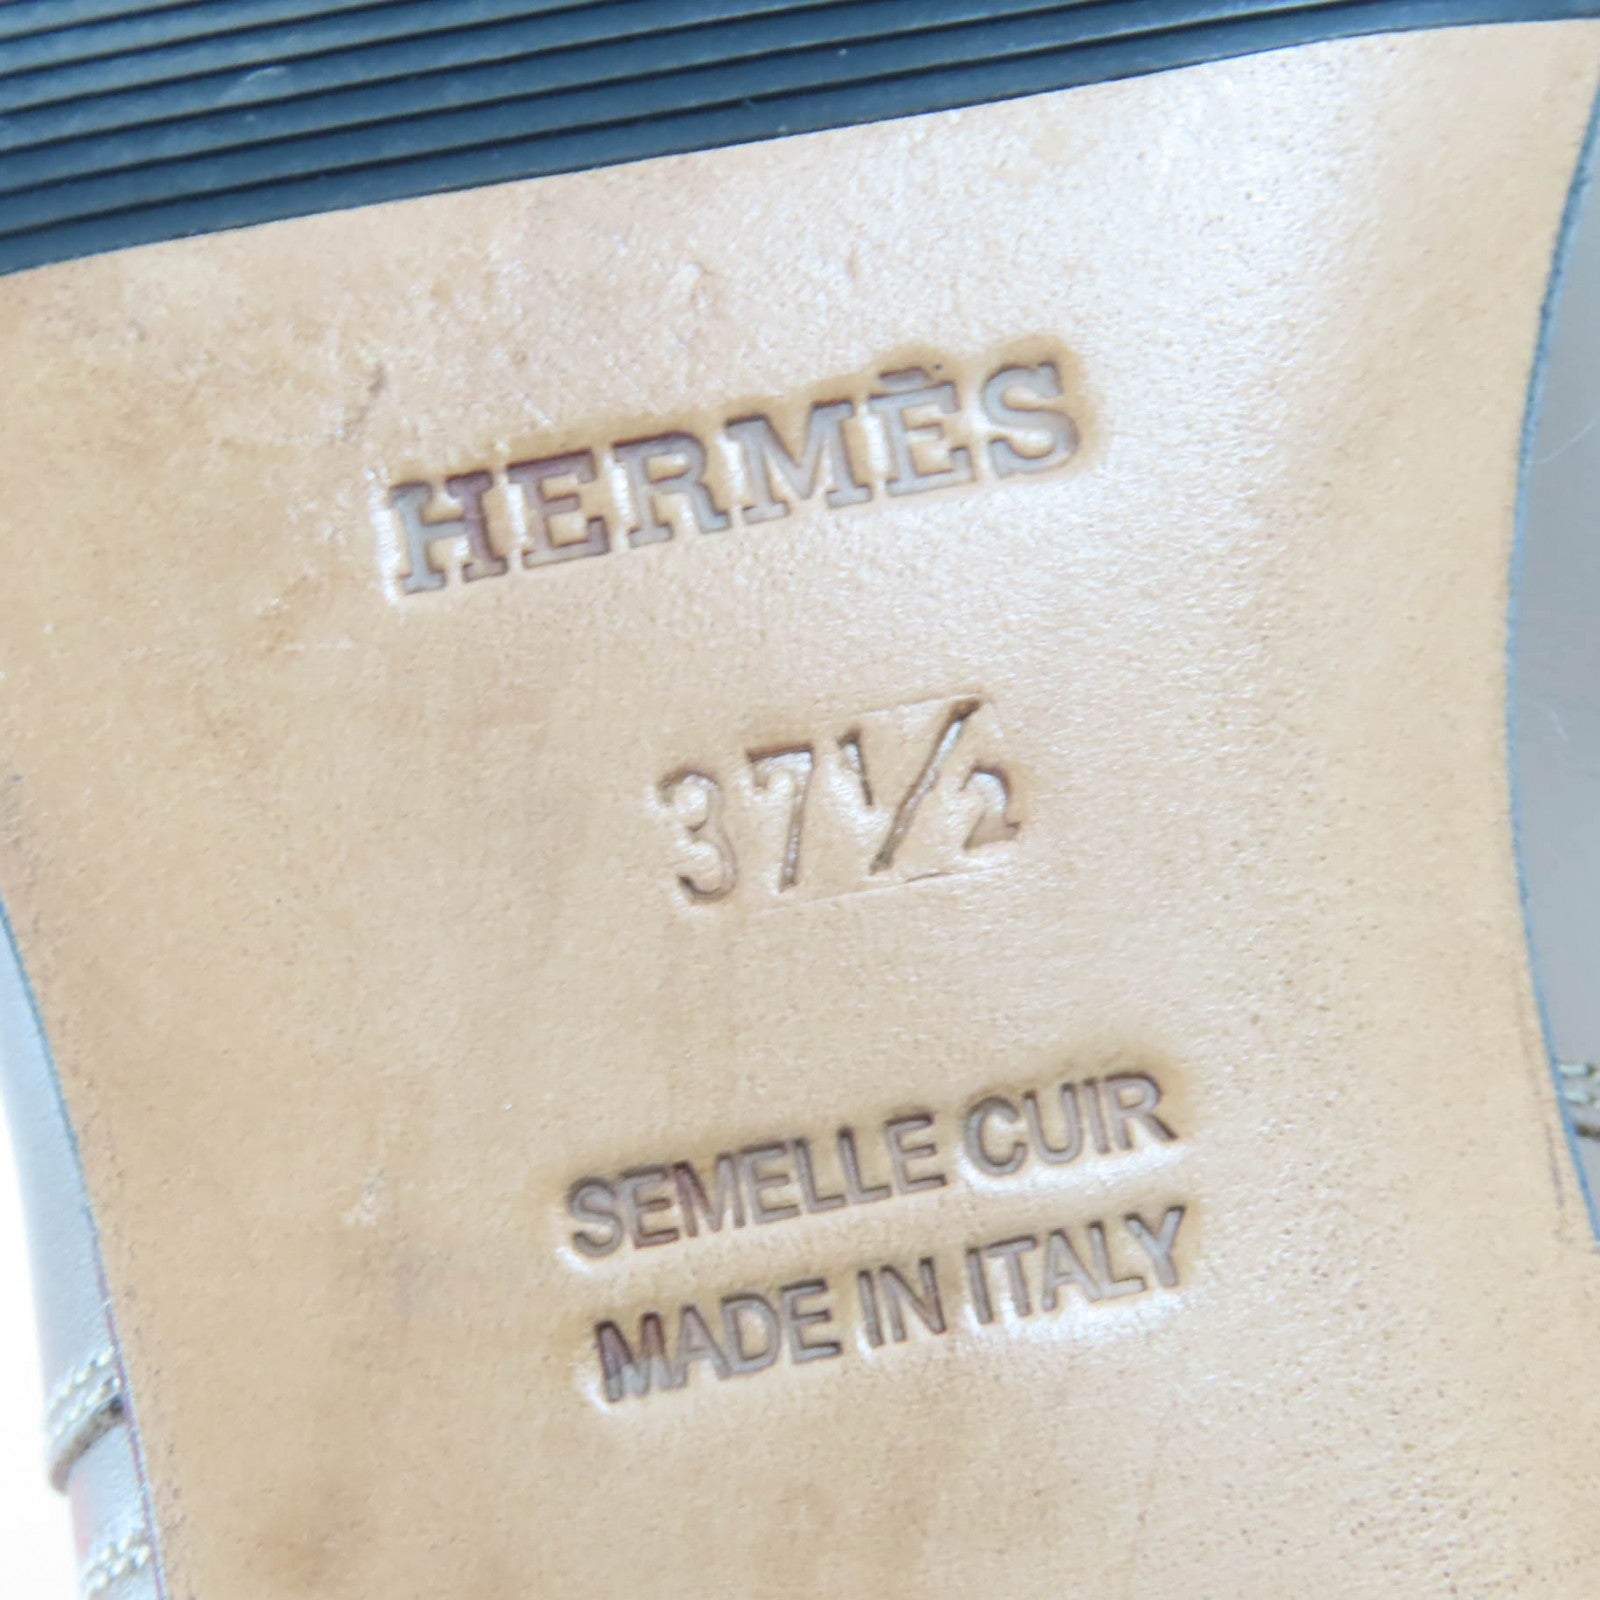 HERMÈS
37½
SEMELLE CUIR
MADE IN ITALY